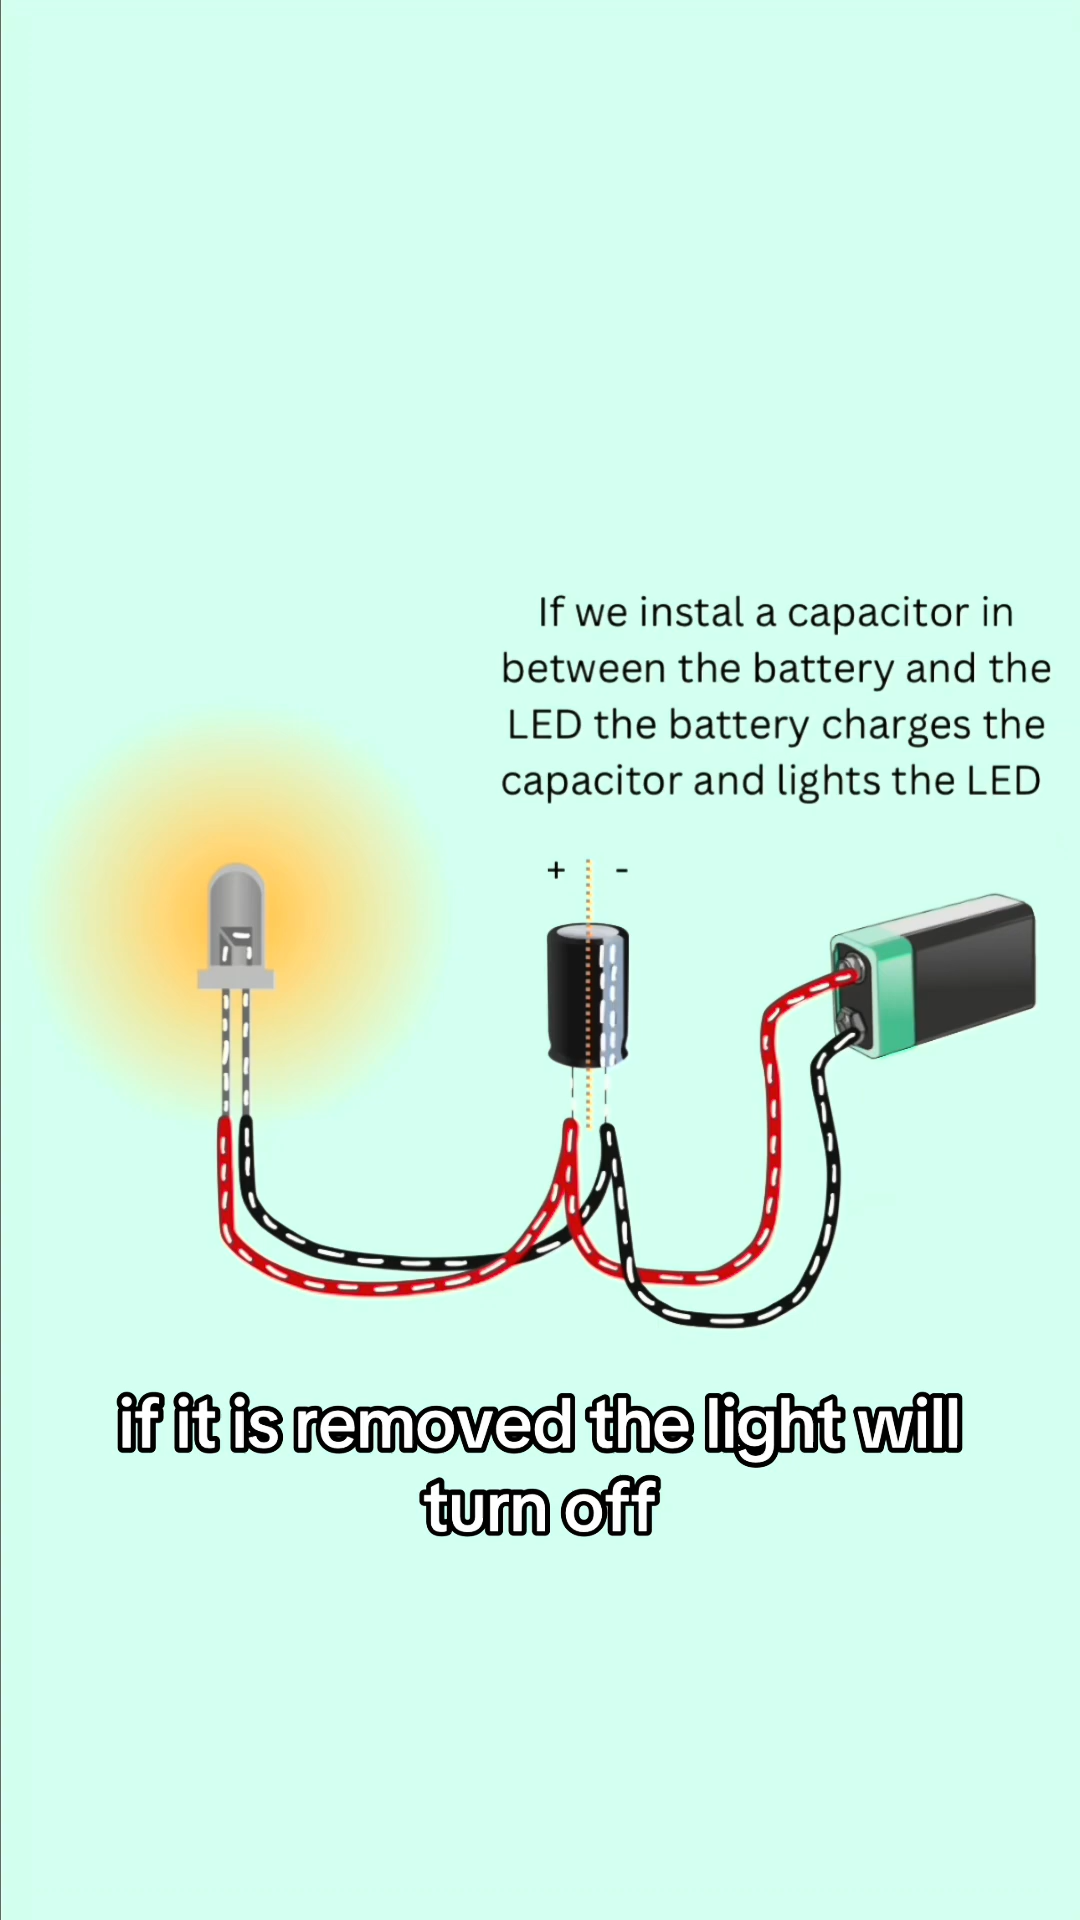 If we instal a capacitor in
between the battery and the
LED the battery charges the
capacitor and lights the LED
+ -
if it is removed the light will
turn off